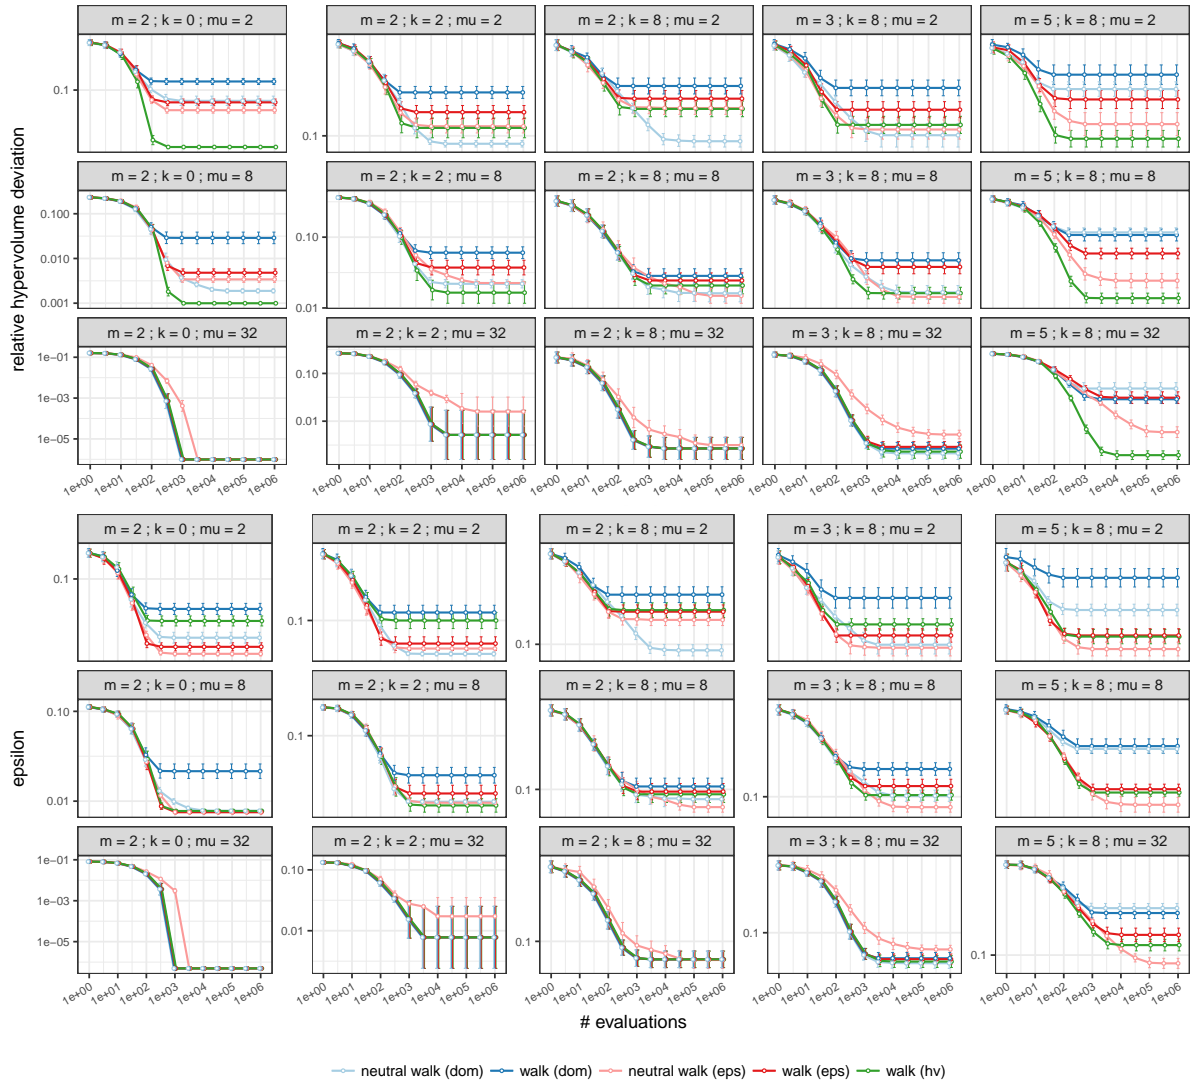 m = 2 ; k = 0 ; mu = 2
m = 2 ; k = 2 ; mu = 2
m = 2 ; k = 8 ; mu = 2
m = 3 ; k = 8 ; mu = 2
m = 5 ; k = 8 ; mu = 2
0.1
0.1
m = 2 ; k = 0 ; mu = 8
m = 2 ; k = 2 ; mu = 8
m = 2 ; k = 8 ; mu = 8
m = 3 ; k = 8 ; mu = 8
m = 5 ; k = 8 ; mu = 8
relative hypervolume deviation
0.100
0.010
0.001
0.10
0.01
m = 2 ; k = 0 ; mu = 32
m = 2 ; k = 2 ; mu = 32
m = 2 ; k = 8 ; mu = 32
m = 3 ; k = 8 ; mu = 32
m = 5 ; k = 8 ; mu = 32
1e−01
1e−03
1e−05
0.10
0.01
1e+00 1e+01 1e+02 1e+03 1e+04 1e+05 1e+06
1e+00 1e+01 1e+02 1e+03 1e+04 1e+05 1e+06
1e+00 1e+01 1e+02 1e+03 1e+04 1e+05 1e+06
1e+00 1e+01 1e+02 1e+03 1e+04 1e+05 1e+06
1e+00 1e+01 1e+02 1e+03 1e+04 1e+05 1e+06
m = 2 ; k = 0 ; mu = 2
m = 2 ; k = 2 ; mu = 2
m = 2 ; k = 8 ; mu = 2
m = 3 ; k = 8 ; mu = 2
m = 5 ; k = 8 ; mu = 2
0.1
0.1
0.1
m = 2 ; k = 0 ; mu = 8
m = 2 ; k = 2 ; mu = 8
m = 2 ; k = 8 ; mu = 8
m = 3 ; k = 8 ; mu = 8
m = 5 ; k = 8 ; mu = 8
epsilon
0.10
0.01
0.1
0.1
0.1
m = 2 ; k = 0 ; mu = 32
m = 2 ; k = 2 ; mu = 32
m = 2 ; k = 8 ; mu = 32
m = 3 ; k = 8 ; mu = 32
m = 5 ; k = 8 ; mu = 32
1e−01
1e−03
1e−05
0.10
0.01
0.1
0.1
0.1
1e+00 1e+01 1e+02 1e+03 1e+04 1e+05 1e+06
1e+00 1e+01 1e+02 1e+03 1e+04 1e+05 1e+06
1e+00 1e+01 1e+02 1e+03 1e+04 1e+05 1e+06
1e+00 1e+01 1e+02 1e+03 1e+04 1e+05 1e+06
1e+00 1e+01 1e+02 1e+03 1e+04 1e+05 1e+06
# evaluations
neutral walk (dom) walk (dom) neutral walk (eps) walk (eps) walk (hv)